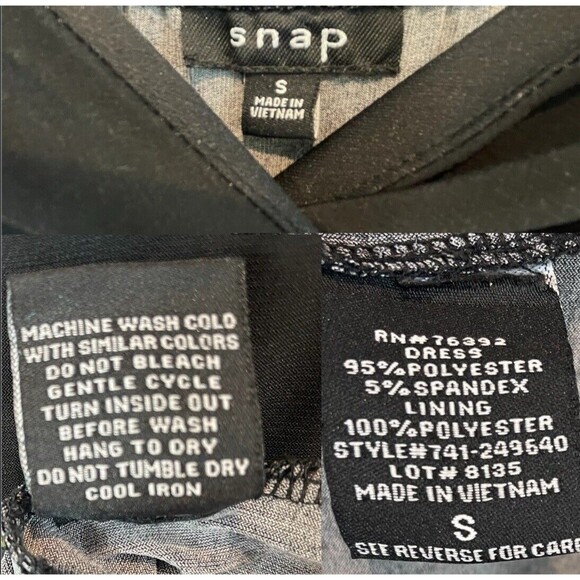 snap
S
MADE IN
VIETNAM
MACHINE WASH COLD
WITH SIMILAR COLORS
DO NOT BLEACH
GENTLE CYCLE
TURN INSIDE OUT
BEFORE WASH
HANG TO DRY
DO NOT TUMBLE DRY
COOL IRON
RN# 76392
DRESS
95%POLYESTER
5%SPANDEX
LINING
100%POLYESTER
STYLE#741-249640
LOT# 8135
MADE IN VIETNAM
S
SEE REVERSE FOR CARE